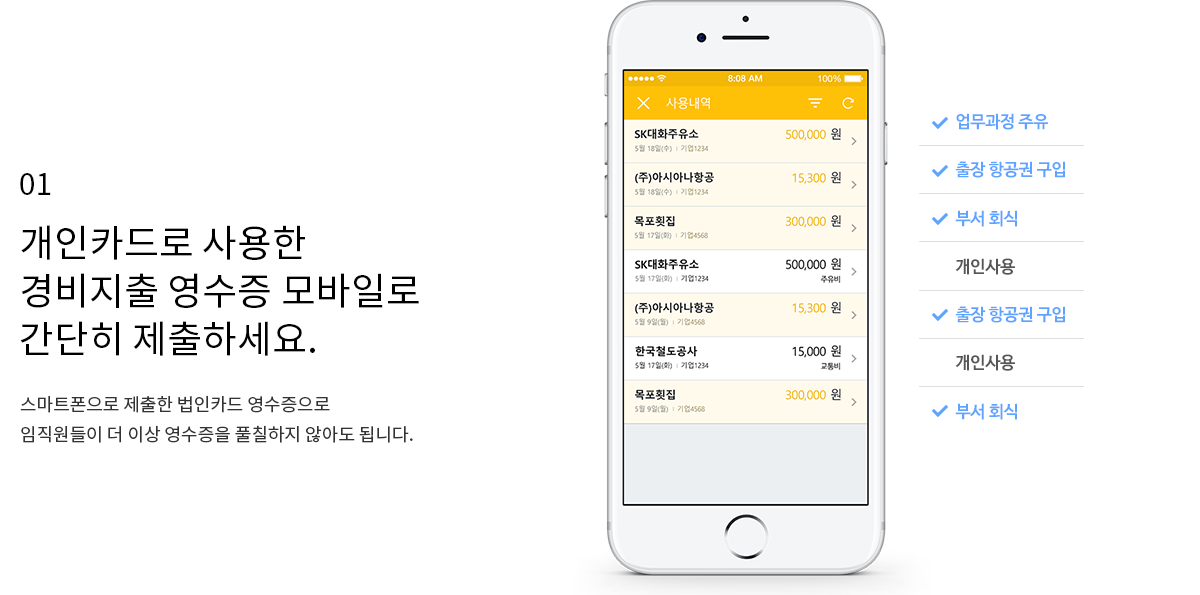 01
개인카드로 사용한
경비지출 영수증 모바일로
간단히 제출하세요.
스마트폰으로 제출한 법인카드 영수증으로
임직원들이 더 이상 영수증을 풀칠하지 않아도 됩니다.
8:08 AM 100%
사용내역
SK대화주유소 500,000 원
5월 18일(수) | 기업1234
(주)아시아나항공 15,300 원
5월 18일(수) | 기업1234
목포횟집 300,000 원
5월 17일(화) | 기업4568
SK대화주유소 500,000 원
5월 17일(화) | 기업1234 주유비
(주)아시아나항공 15,300 원
5월 9일(월) | 기업4568
한국철도공사 15,000 원
5월 17일(화) | 기업1234 교통비
목포횟집 300,000 원
5월 9일(월) | 기업4568
업무과정 주유
출장 항공권 구입
부서 회식
개인사용
출장 항공권 구입
개인사용
부서 회식